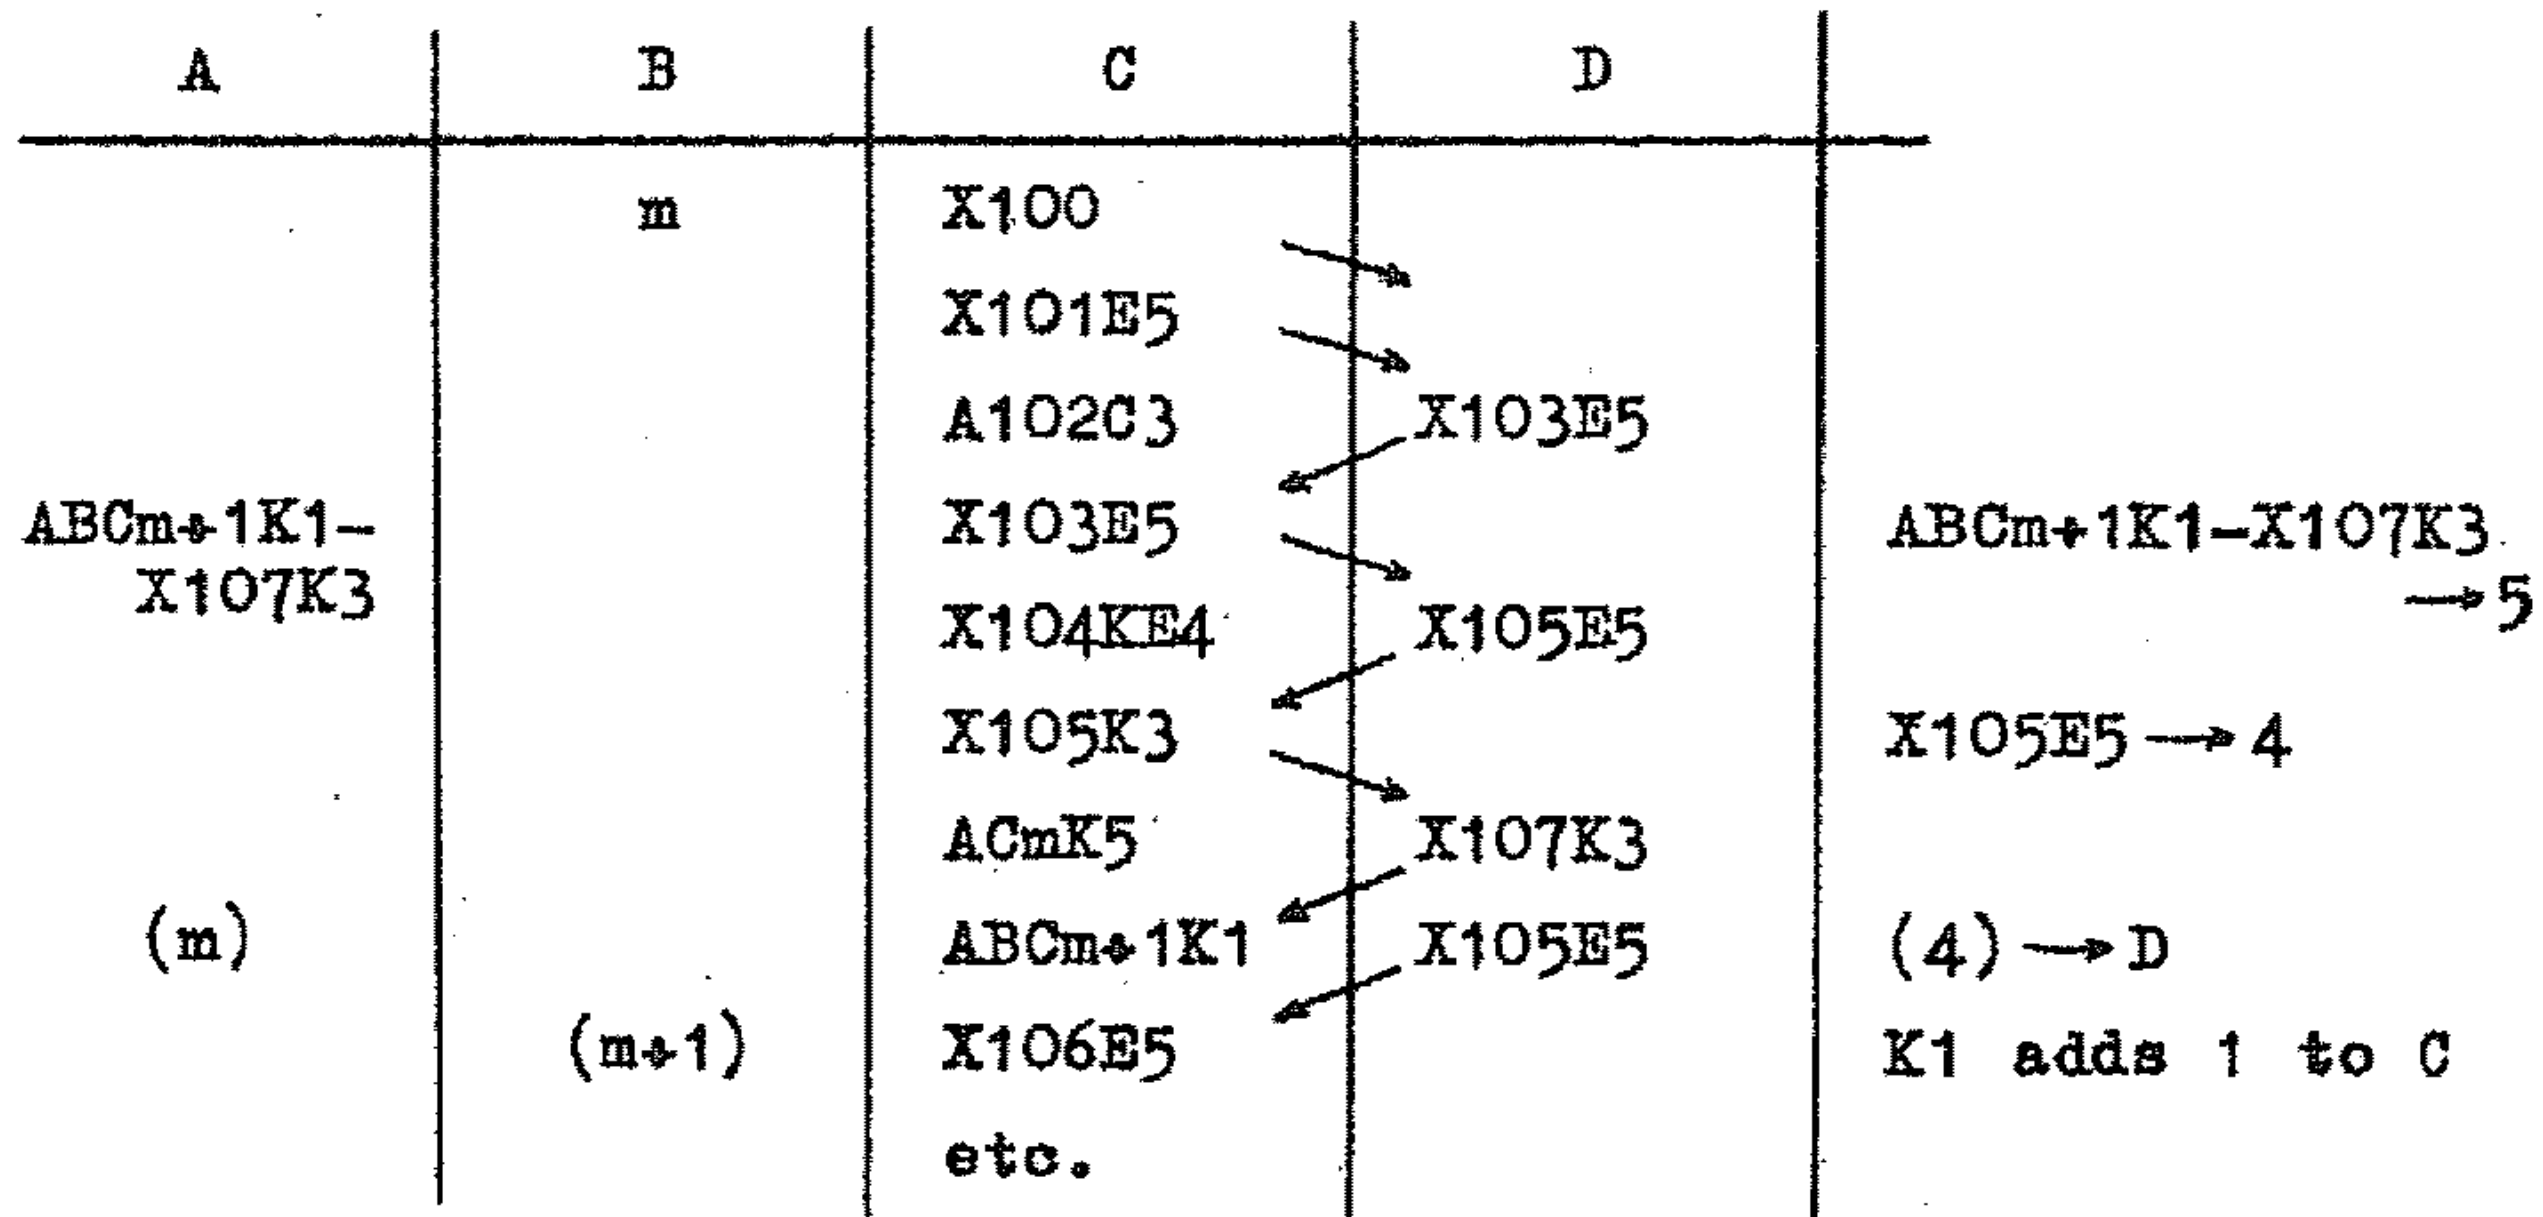 A B C D
m X100
X101E5
A102C3 X103E5
ABCm+1K1- X103E5 ABCm+1K1-X107K3
X107K3 X104KE4 X105E5 →5
X105K3 X105E5→4
ACmK5 X107K3
(m) ABCm+1K1 X105E5 (4)→D
(m+1) X106E5 K1 adds 1 to C
etc.